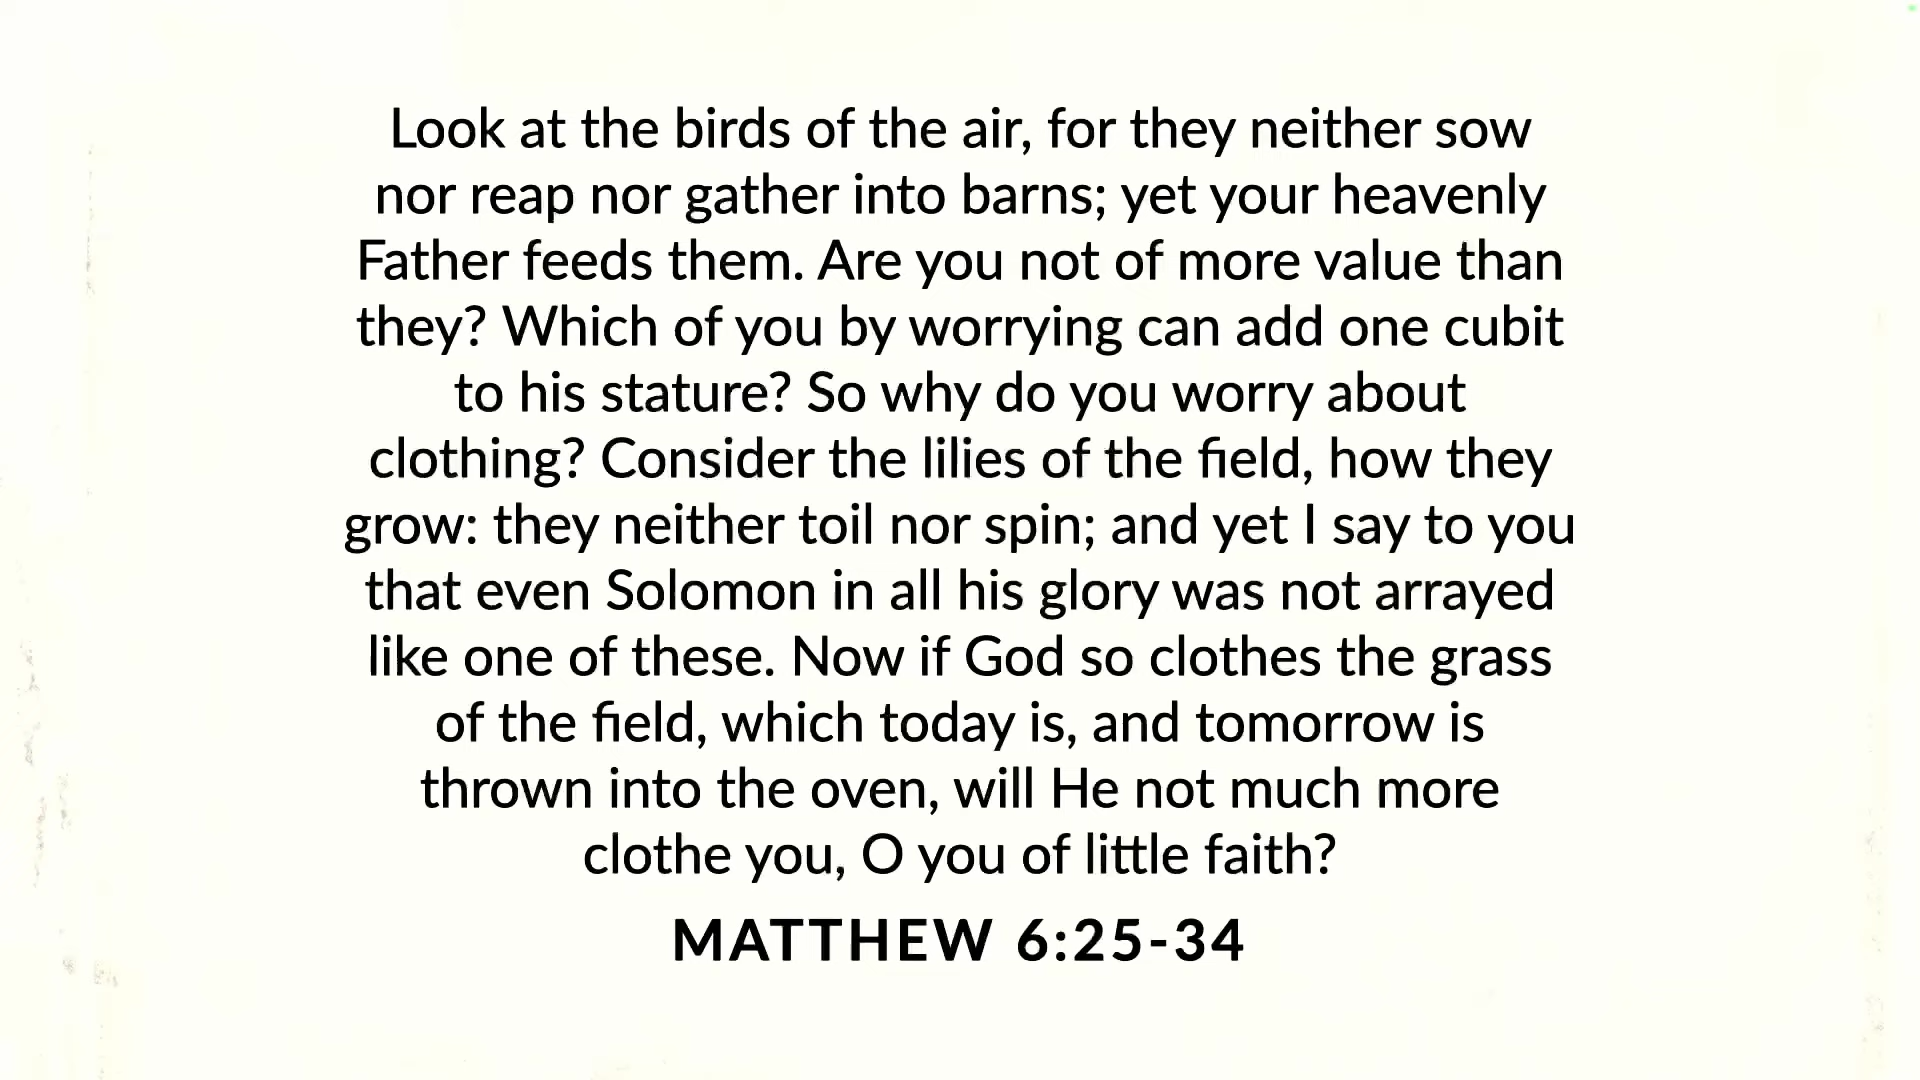 Look at the birds of the air, for they neither sow
nor reap nor gather into barns; yet your heavenly
Father feeds them. Are you not of more value than
they? Which of you by worrying can add one cubit
to his stature? So why do you worry about
clothing? Consider the lilies of the field, how they
grow: they neither toil nor spin; and yet I say to you
that even Solomon in all his glory was not arrayed
like one of these. Now if God so clothes the grass
of the field, which today is, and tomorrow is
thrown into the oven, will He not much more
clothe you, O you of little faith?
MATTHEW 6:25-34